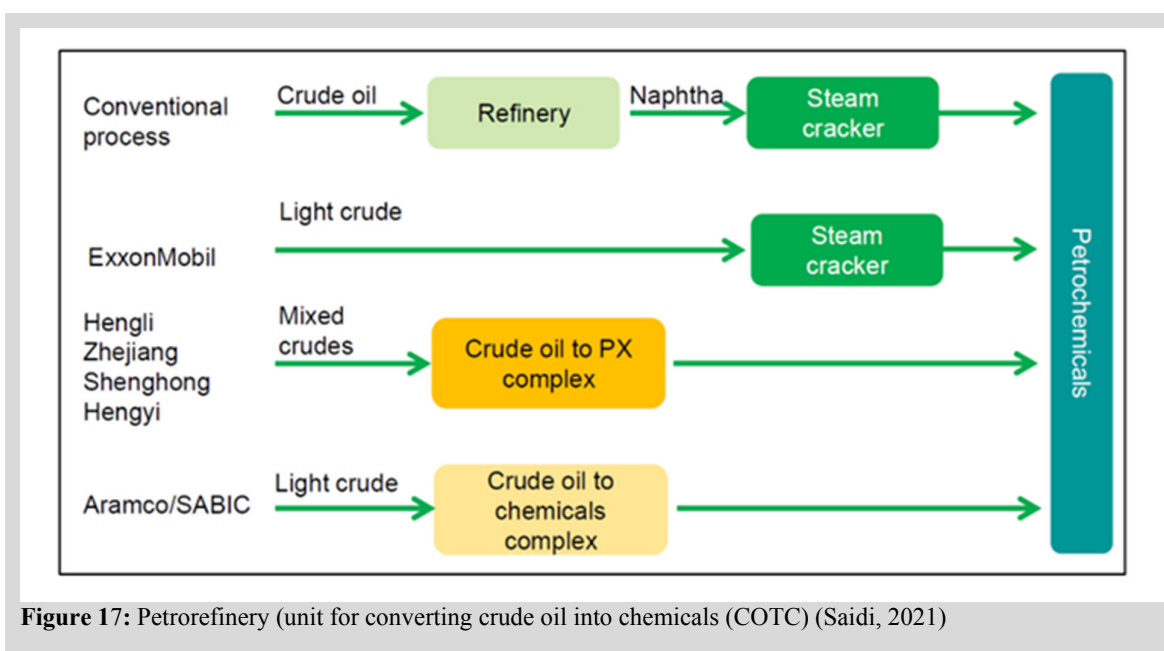 Conventional
process
Crude oil
Refinery
Naphtha
Steam
cracker
ExxonMobil
Light crude
Steam
cracker
Hengli
Zhejiang
Shenghong
Hengyi
Mixed
crudes
Crude oil to PX
complex
Aramco/SABIC
Light crude
Crude oil to
chemicals
complex
Petrochemicals
Figure 17: Petrorefinery (unit for converting crude oil into chemicals (COTC) (Saidi, 2021)